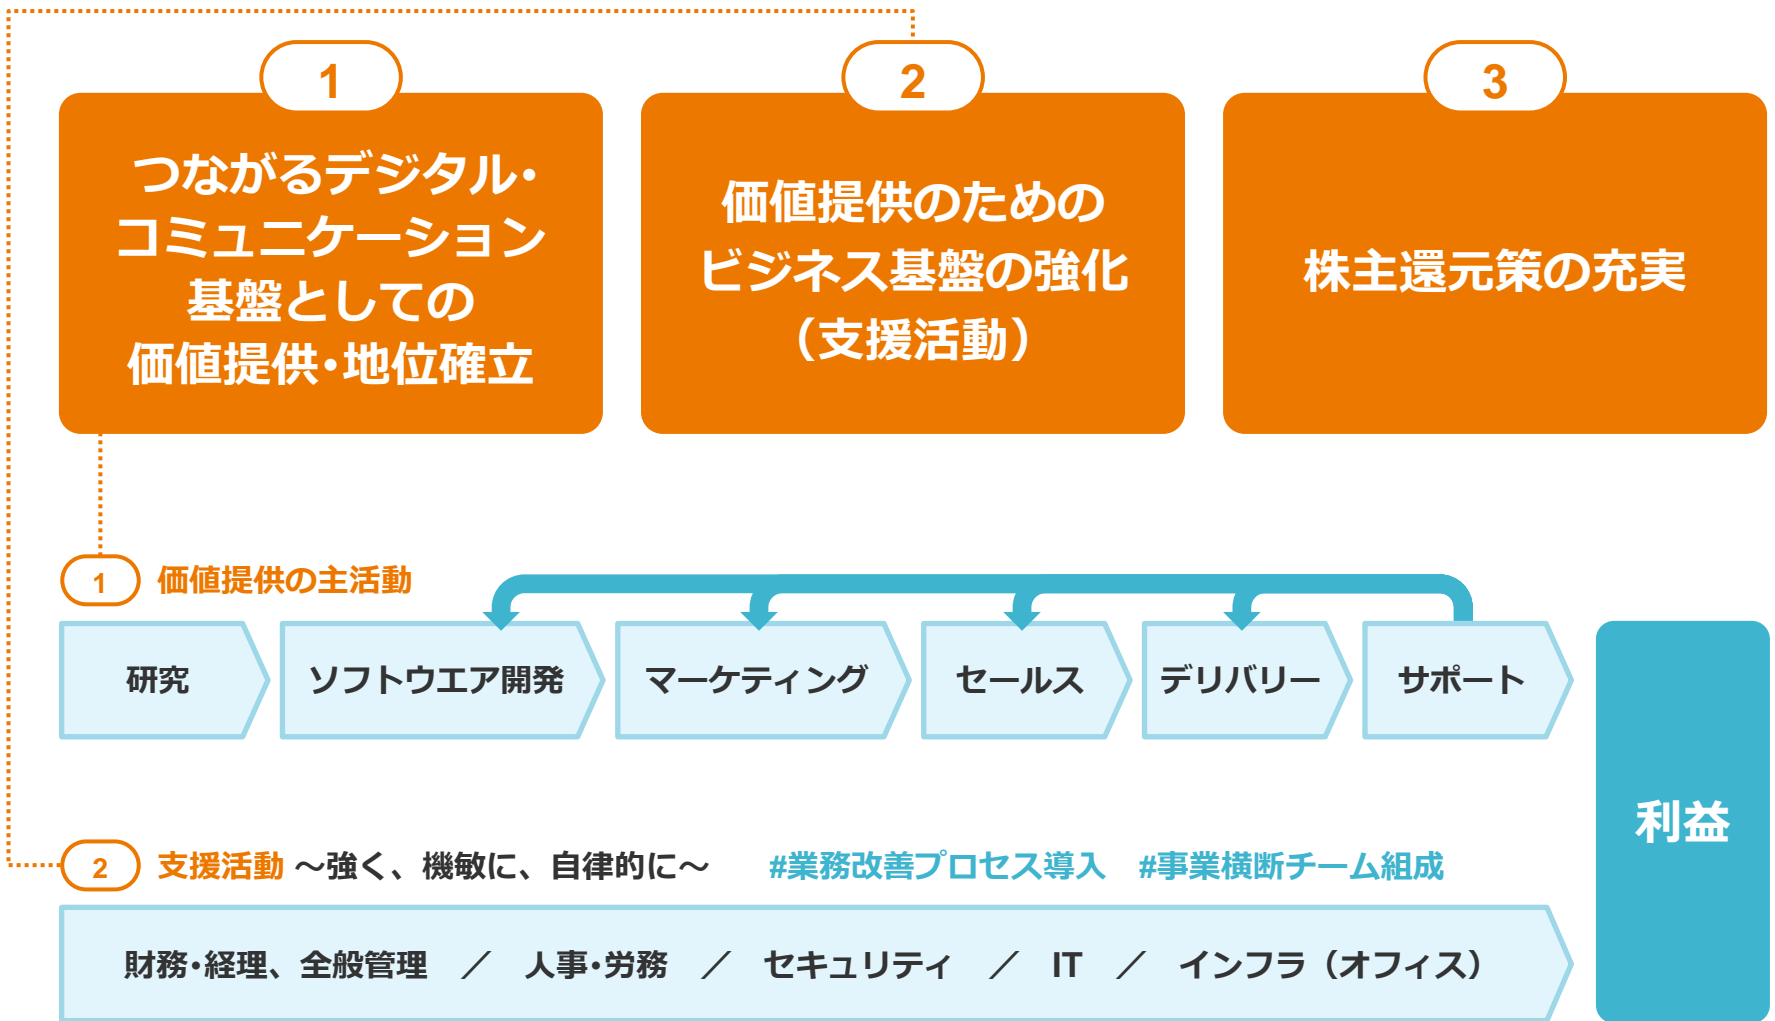 1
つながるデジタル・
コミュニケーション
基盤としての
価値提供・地位確立
2
価値提供のための
ビジネス基盤の強化
（支援活動）
3
株主還元策の充実
1 価値提供の主活動
研究 ソフトウエア開発 マーケティング セールス デリバリー サポート
利益
2 支援活動 ～強く、機敏に、自律的に～ #業務改善プロセス導入 #事業横断チーム組成
財務・経理、全般管理 ／ 人事・労務 ／ セキュリティ ／ IT ／ インフラ（オフィス）